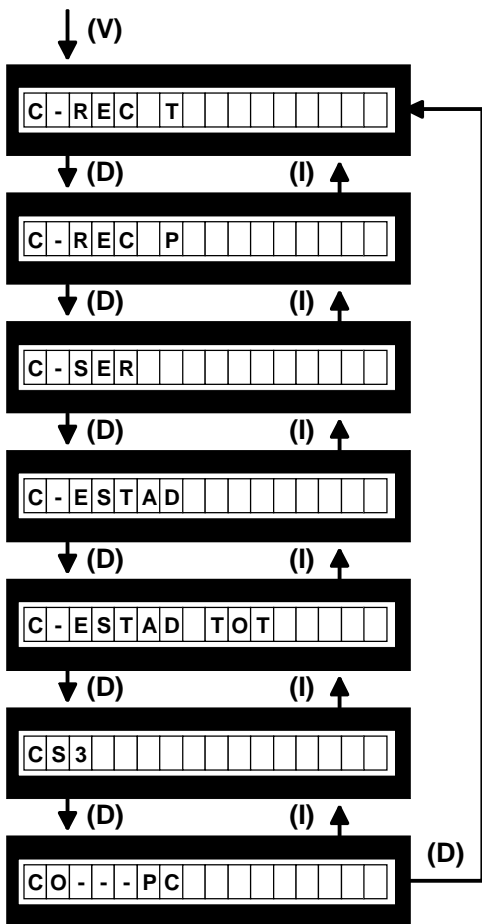 (V)
C-REC T
(D) (I)
C-REC P
(D) (I)
C-SER
(D) (I)
C-ESTAD
(D) (I)
C-ESTAD TOT
(D) (I)
CS3
(D) (I)
(D)
CO---PC